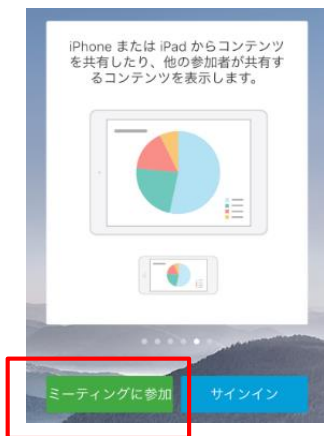 iPhone または iPad からコンテンツ
を共有したり、他の参加者が共有す
るコンテンツを表示します。
ミーティングに参加
サインイン